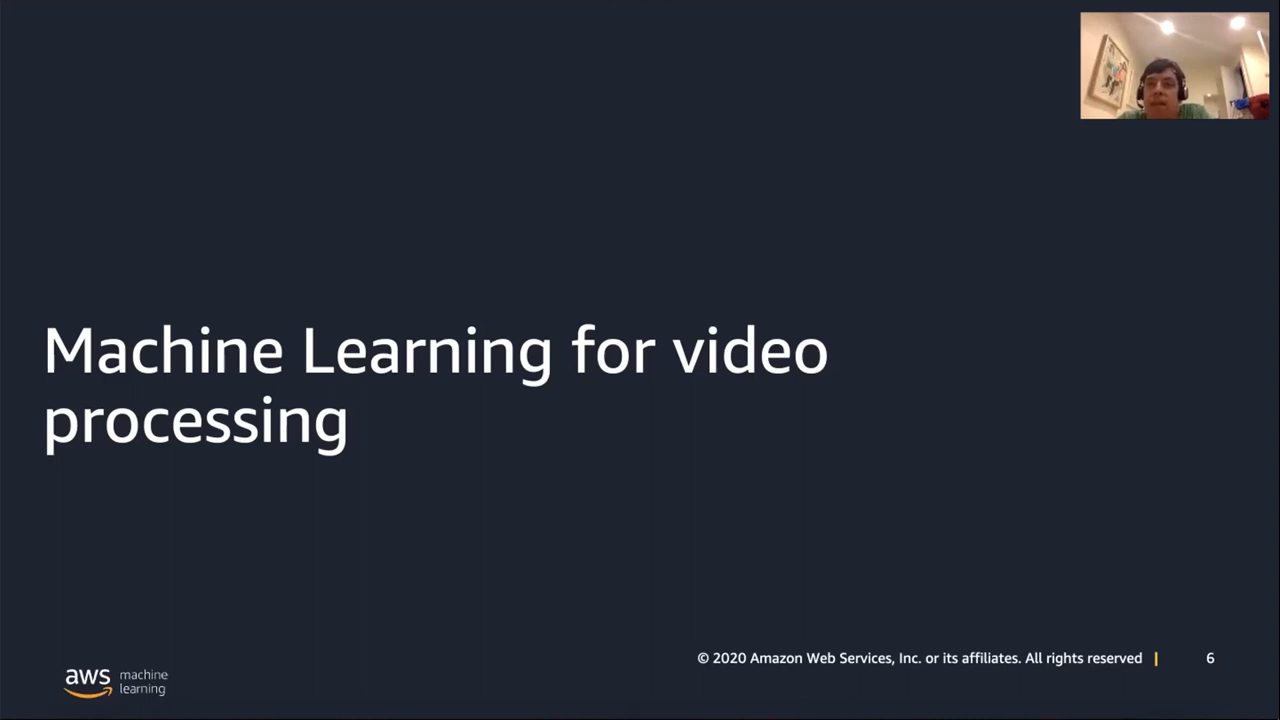 Machine Learning for video
processing
© 2020 Amazon Web Services, Inc. or its affiliates. All rights reserved | 6
aws machine
learning